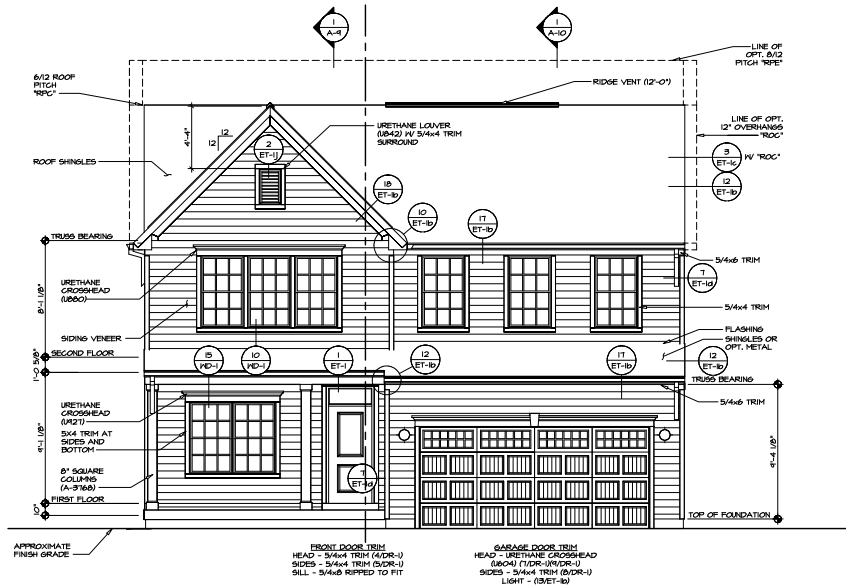 1
A-9
1
A-10
LINE OF
OPT. 8/12
PITCH "RPE"
6/12 ROOF
PITCH
"RPC"
RIDGE VENT (12'-0")
4'-4"
12
12
2
ET-1j
URETHANE LOUVER
(U842) W/ 5/4x4 TRIM
SURROUND
LINE OF OPT.
12" OVERHANGS
"ROC"
3
ET-1c
W/ "ROC"
ROOF SHINGLES
12
ET-1b
18
ET-1b
10
ET-1b
17
ET-1b
TRUSS BEARING
5/4x6 TRIM
7
ET-1d
URETHANE
CROSSHEAD
(U880)
8'-1 1/8"
5/4x4 TRIM
SIDING VENEER
FLASHING
SHINGLES OR
OPT. METAL
SECOND FLOOR
1'-0 5/8"
15
WD-1
10
WD-1
1
ET-1
12
ET-1b
17
ET-1b
12
ET-1b
TRUSS BEARING
5/4x6 TRIM
URETHANE
CROSSHEAD
(U427)
5X4 TRIM AT
SIDES AND
BOTTOM
9'-1 1/8"
9'-4 1/8"
8" SQUARE
COLUMNS
(A-3768)
7
ET-1d
FIRST FLOOR
10"
TOP OF FOUNDATION
APPROXIMATE
FINISH GRADE
FRONT DOOR TRIM
HEAD - 5/4x4 TRIM (4/DR-1)
SIDES - 5/4x4 TRIM (5/DR-1)
SILL - 5/4x8 RIPPED TO FIT
GARAGE DOOR TRIM
HEAD - URETHANE CROSSHEAD
(U604) (7/DR-1)(9/DR-1)
SIDES - 5/4x4 TRIM (8/DR-1)
LIGHT - (13/ET-1b)